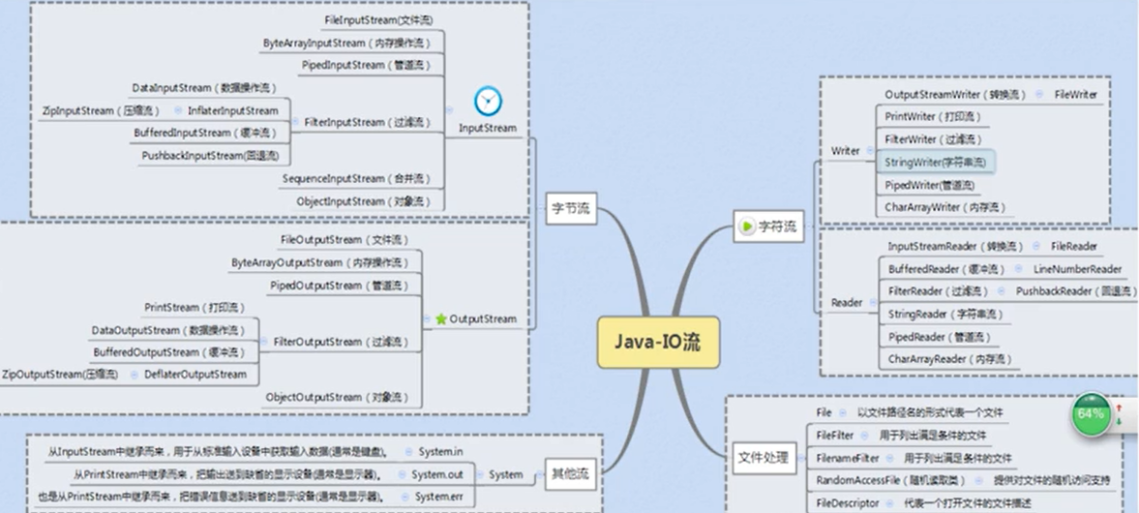 FileInputStream(文件流)
ByteArrayInputStream（内存操作流）
PipedInputStream（管道流）
DataInputStream（数据操作流）
ZipInputStream（压缩流） InflaterInputStream
BufferedInputStream（缓冲流）
PushbackInputStream(回退流)
FilterInputStream（过滤流）
InputStream
SequenceInputStream（合并流）
ObjectInputStream（对象流）
字节流
FileOutputStream（文件流）
ByteArrayOutputStream（内存操作流）
PipedOutputStream（管道流）
PrintStream（打印流）
DataOutputStream（数据操作流）
BufferedOutputStream（缓冲流）
ZipOutputStream(压缩流) DeflaterOutputStream
FilterOutputStream（过滤流）
OutputStream
ObjectOutputStream（对象流）
从InputStream中继承而来，用于从标准输入设备中获取输入数据(通常是键盘)。 System.in
从PrintStream中继承而来，把输出送到缺省的显示设备(通常是显示器)。 System.out
也是从PrintStream中继承而来，把错误信息送到缺省的显示设备(通常是显示器)。 System.err
System
其他流
Java-IO流
字符流
Writer
OutputStreamWriter（转换流） FileWriter
PrintWriter（打印流）
FilterWriter（过滤流）
StringWriter(字符串流)
PipedWriter(管道流)
CharArrayWriter（内存流）
Reader
InputStreamReader（转换流） FileReader
BufferedReader（缓冲流） LineNumberReader
FilterReader（过滤流） PushbackReader（回退流）
StringReader（字符串流）
PipedReader（管道流）
CharArrayReader（内存流）
文件处理
File 以文件路径名的形式代表一个文件
FileFilter 用于列出满足条件的文件
FilenameFilter 用于列出满足条件的文件
RandomAccessFile（随机读取类） 提供对文件的随机访问支持
FileDescriptor 代表一个打开文件的文件描述
64%